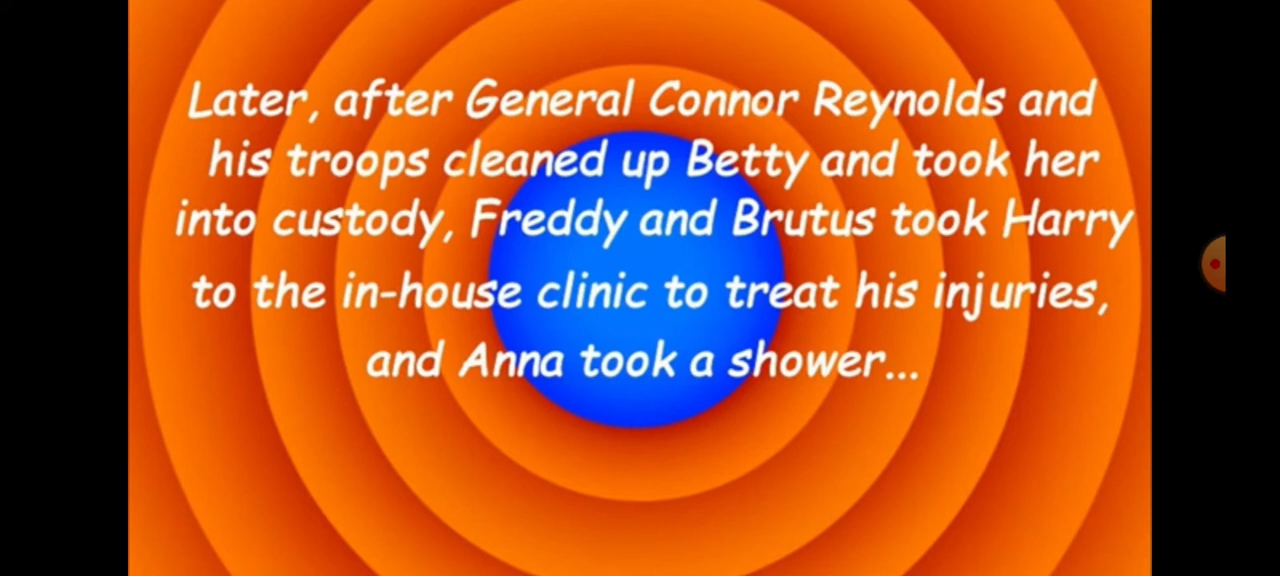 Later, after General Connor Reynolds and
his troops cleaned up Betty and took her
into custody, Freddy and Brutus took Harry
to the in-house clinic to treat his injuries,
and Anna took a shower...